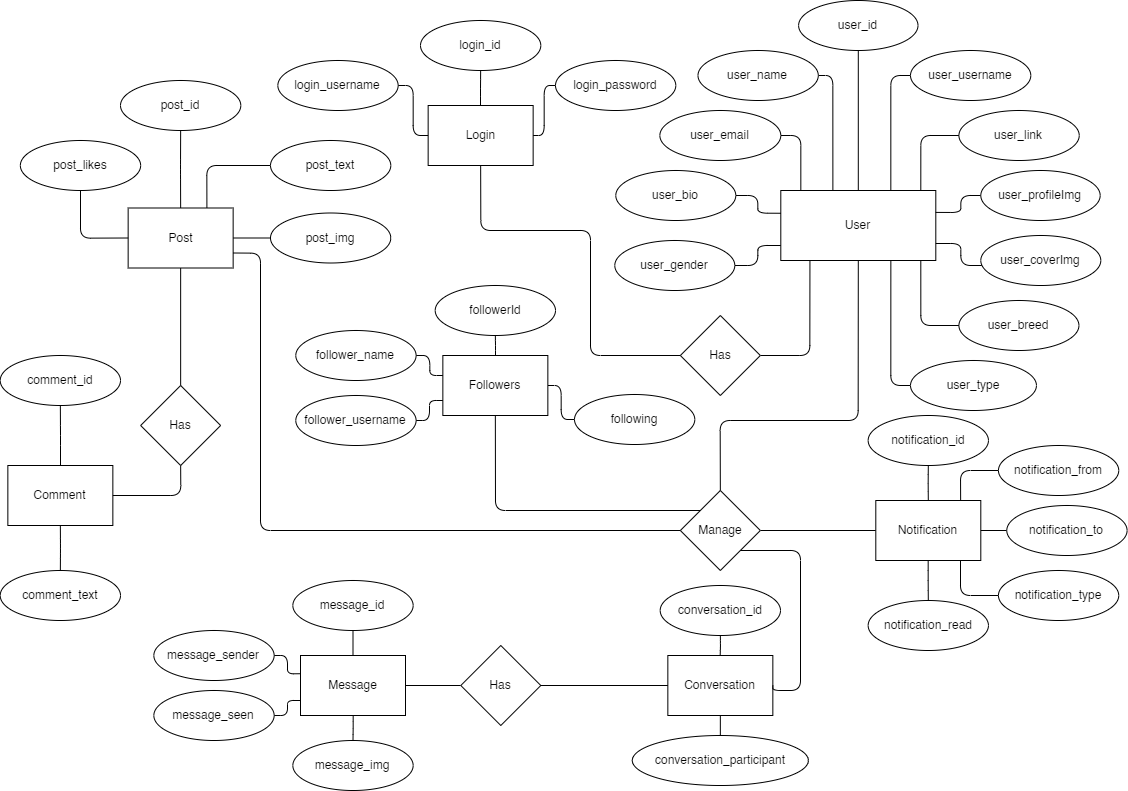 user_id
login_id
user_name
user_username
login_username
login_password
post_id
user_email
user_link
Login
post_likes
post_text
user_bio
user_profileImg
User
Post
post_img
user_gender
user_coverImg
followerId
user_breed
follower_name
Has
comment_id
Followers
user_type
follower_username
following
Has
notification_id
notification_from
Comment
Manage
Notification
notification_to
comment_text
notification_type
message_id
conversation_id
notification_read
message_sender
Message
Has
Conversation
message_seen
message_img
conversation_participant